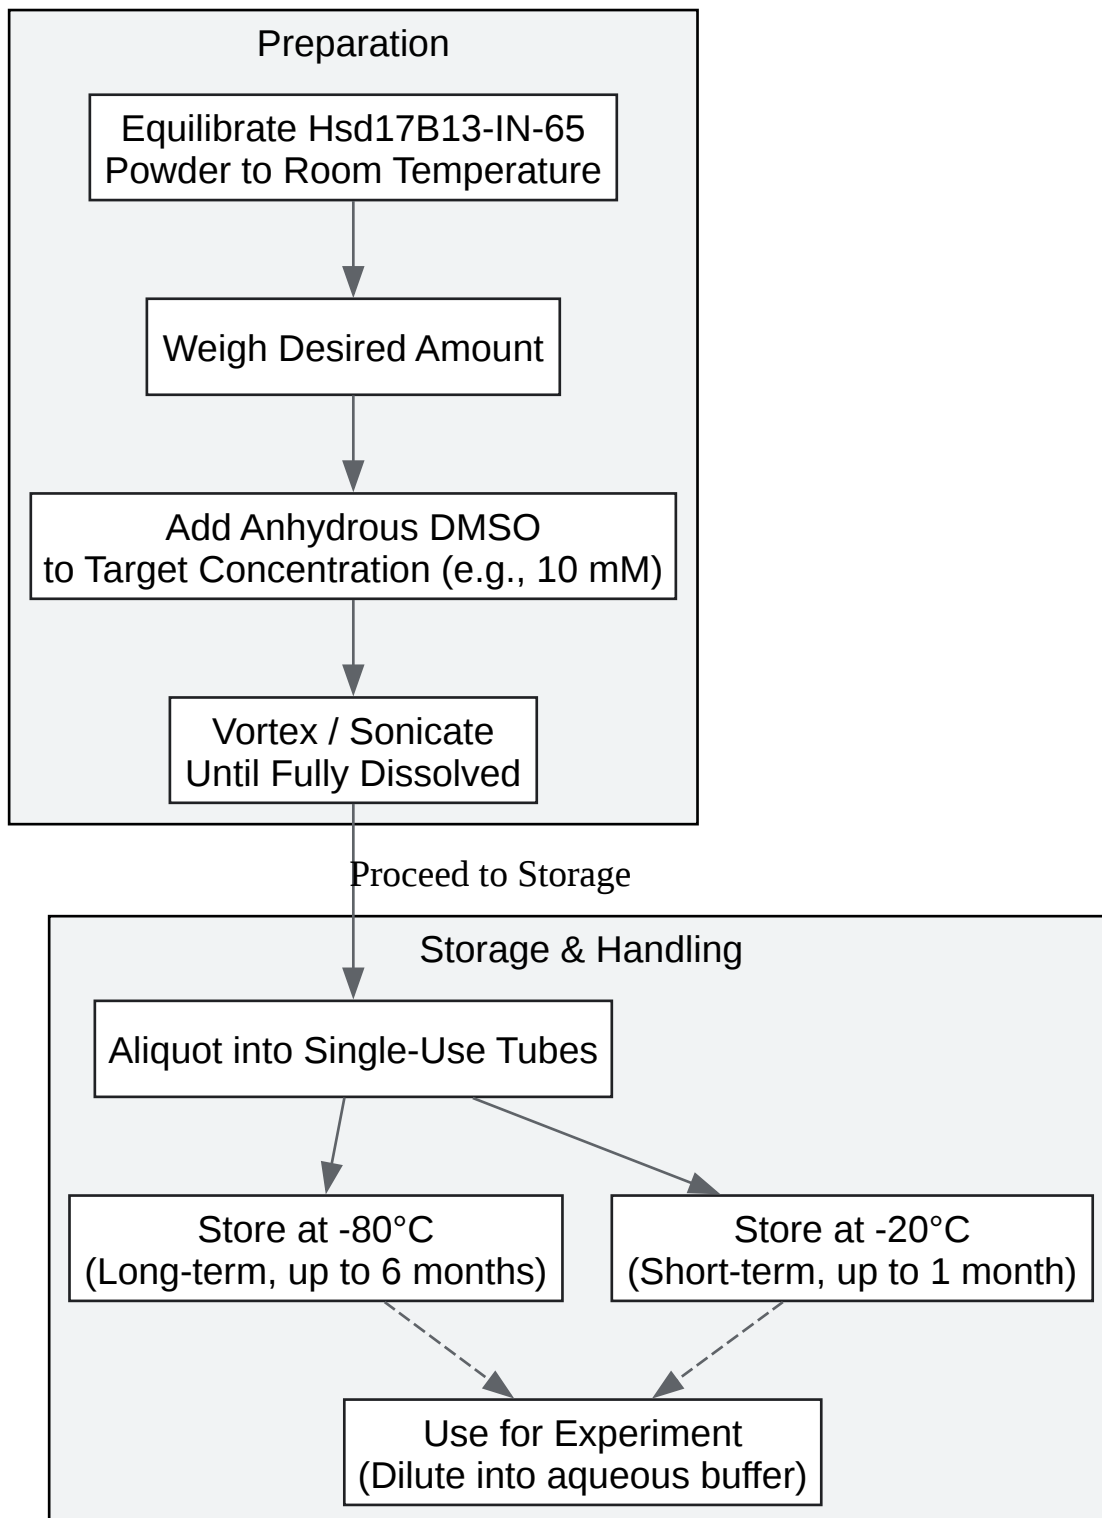 Preparation
Equilibrate Hsd17B13-IN-65
Powder to Room Temperature
Weigh Desired Amount
Add Anhydrous DMSO
to Target Concentration (e.g., 10 mM)
Vortex / Sonicate
Until Fully Dissolved
Proceed to Storage
Storage & Handling
Aliquot into Single-Use Tubes
Store at -80°C
(Long-term, up to 6 months)
Store at -20°C
(Short-term, up to 1 month)
Use for Experiment
(Dilute into aqueous buffer)